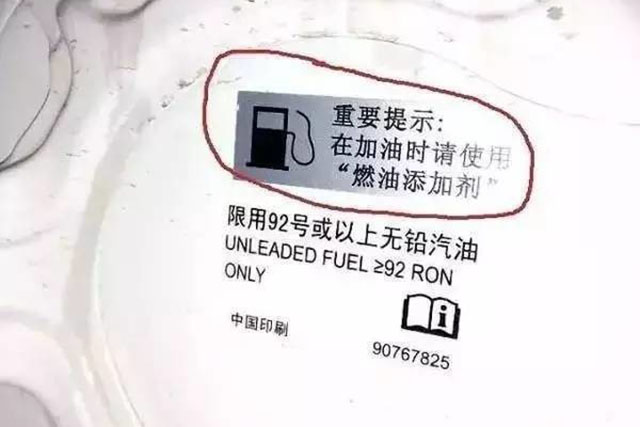 重要提示：
在加油时请使用
“燃油添加剂”
限用92号或以上无铅汽油
UNLEADED FUEL ≥92 RON
ONLY
中国印刷
90767825